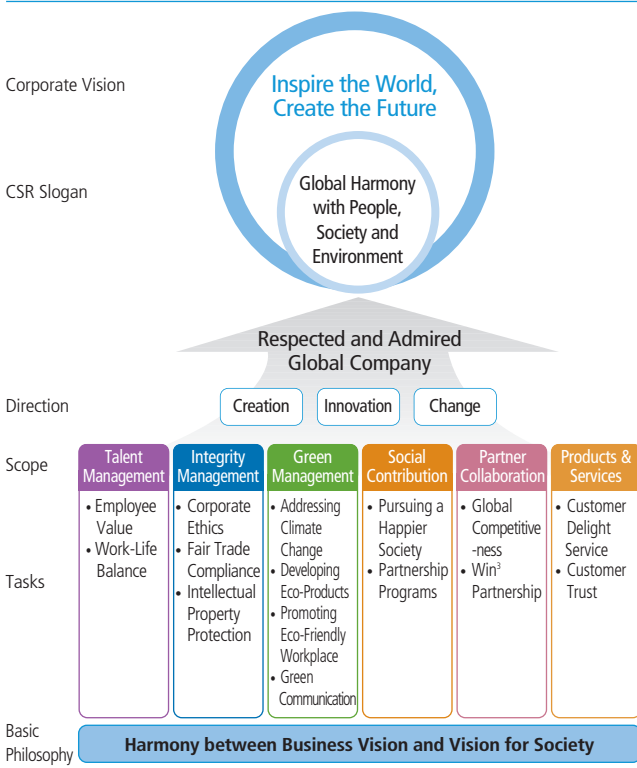 Corporate Vision
Inspire the World,
Create the Future
CSR Slogan
Global Harmony
with People,
Society and
Environment
Respected and Admired
Global Company
Direction
Creation
Innovation
Change
Scope
Talent
Management
Integrity
Management
Green
Management
Social
Contribution
Partner
Collaboration
Products &
Services
Tasks
• Employee
Value
• Work-Life
Balance
• Corporate
Ethics
• Fair Trade
Compliance
• Intellectual
Property
Protection
• Addressing
Climate
Change
• Developing
Eco-Products
• Promoting
Eco-Friendly
Workplace
• Green
Communication
• Pursuing a
Happier
Society
• Partnership
Programs
• Global
Competitive
-ness
• Win³
Partnership
• Customer
Delight
Service
• Customer
Trust
Basic
Philosophy
Harmony between Business Vision and Vision for Society